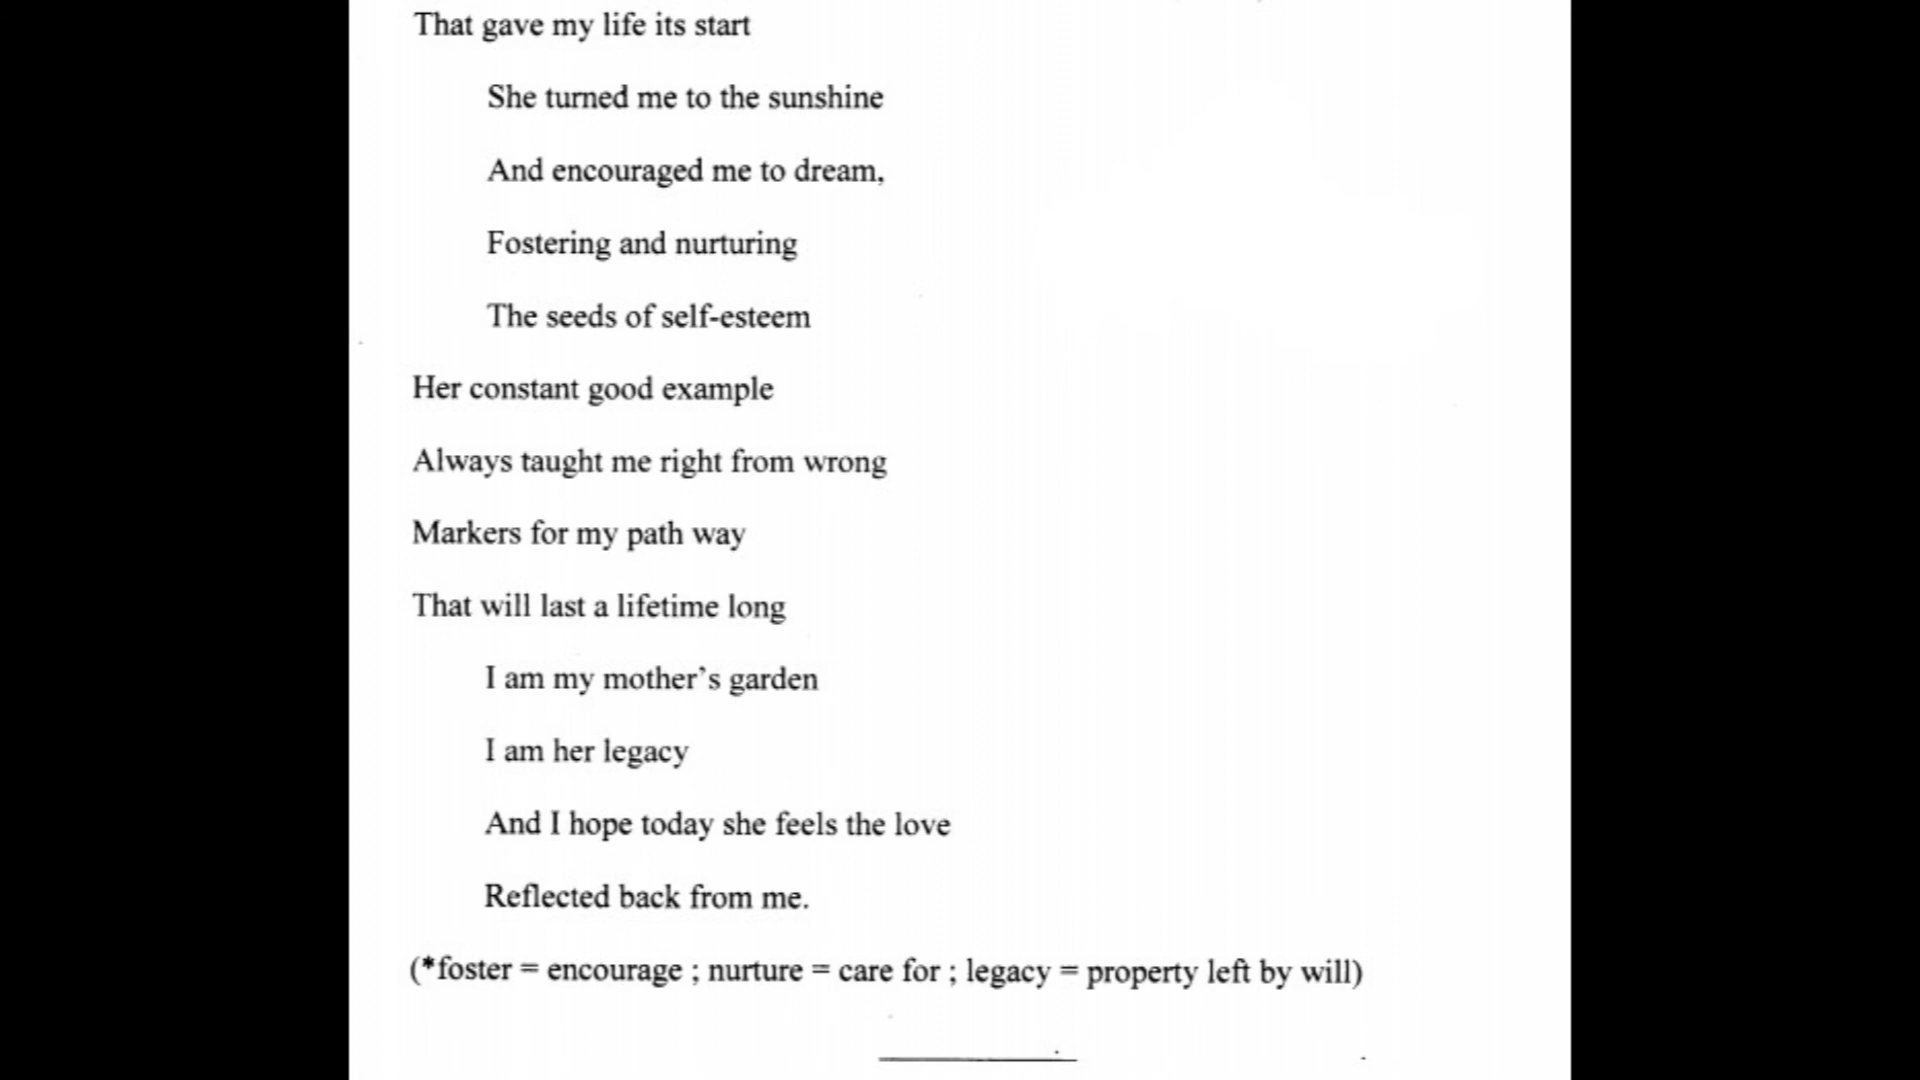 That gave my life its start
She turned me to the sunshine
And encouraged me to dream,
Fostering and nurturing
The seeds of self-esteem
Her constant good example
Always taught me right from wrong
Markers for my path way
That will last a lifetime long
I am my mother's garden
I am her legacy
And I hope today she feels the love
Reflected back from me.
(*foster = encourage ; nurture = care for ; legacy = property left by will)